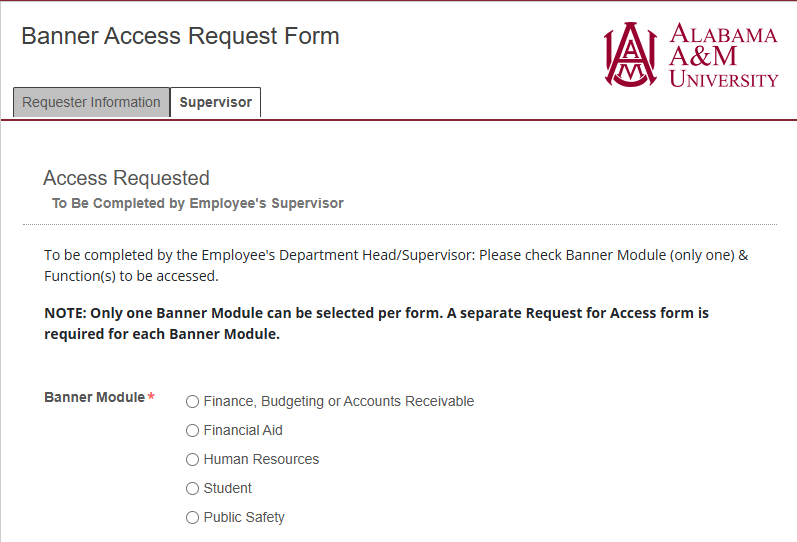 Banner Access Request Form
ALABAMA
A&M
UNIVERSITY
Requester Information
Supervisor
Access Requested
To Be Completed by Employee's Supervisor
To be completed by the Employee's Department Head/Supervisor: Please check Banner Module (only one) &
Function(s) to be accessed.
NOTE: Only one Banner Module can be selected per form. A separate Request for Access form is
required for each Banner Module.
Banner Module *
Finance, Budgeting or Accounts Receivable
Financial Aid
Human Resources
Student
Public Safety